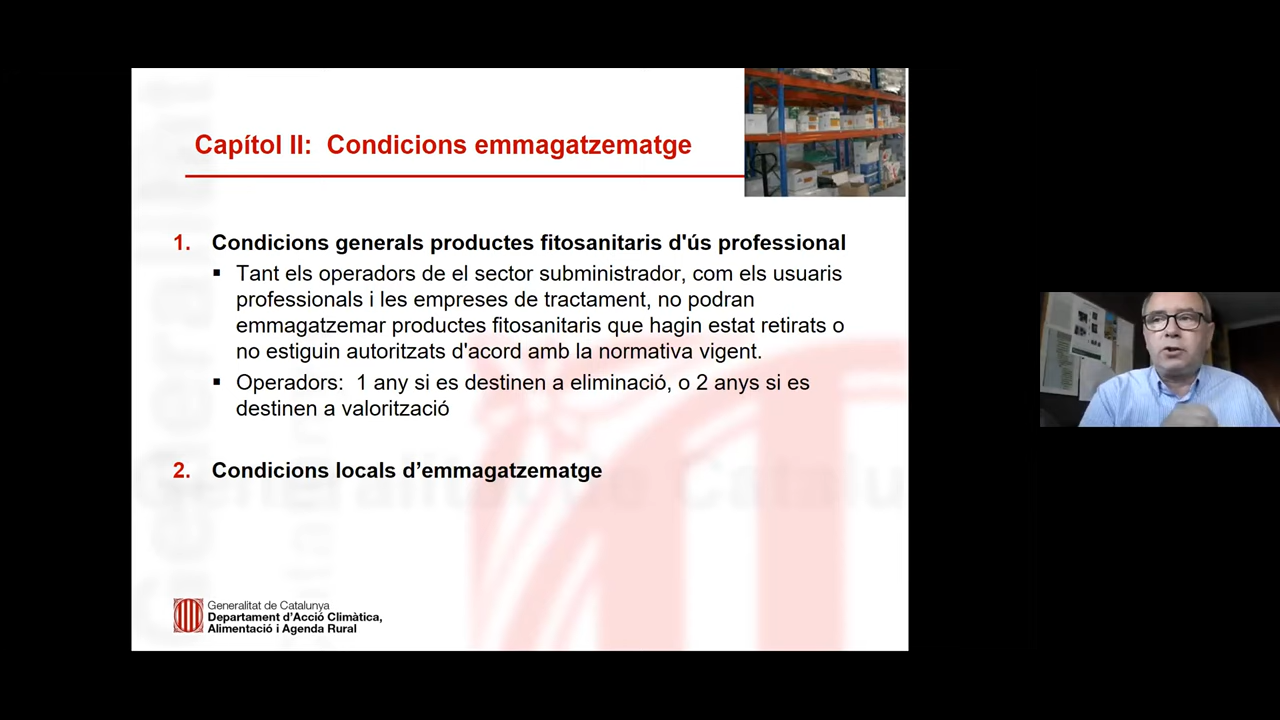 Capítol II:  Condicions emmagatzematge
1. Condicions generals productes fitosanitaris d'ús professional
▪ Tant els operadors de el sector subministrador, com els usuaris
professionals i les empreses de tractament, no podran
emmagatzemar productes fitosanitaris que hagin estat retirats o
no estiguin autoritzats d'acord amb la normativa vigent.
▪ Operadors:  1 any si es destinen a eliminació, o 2 anys si es
destinen a valorització
2. Condicions locals d’emmagatzematge
Generalitat de Catalunya
Generalitat de Catalunya
Departament d’Acció Climàtica,
Alimentació i Agenda Rural